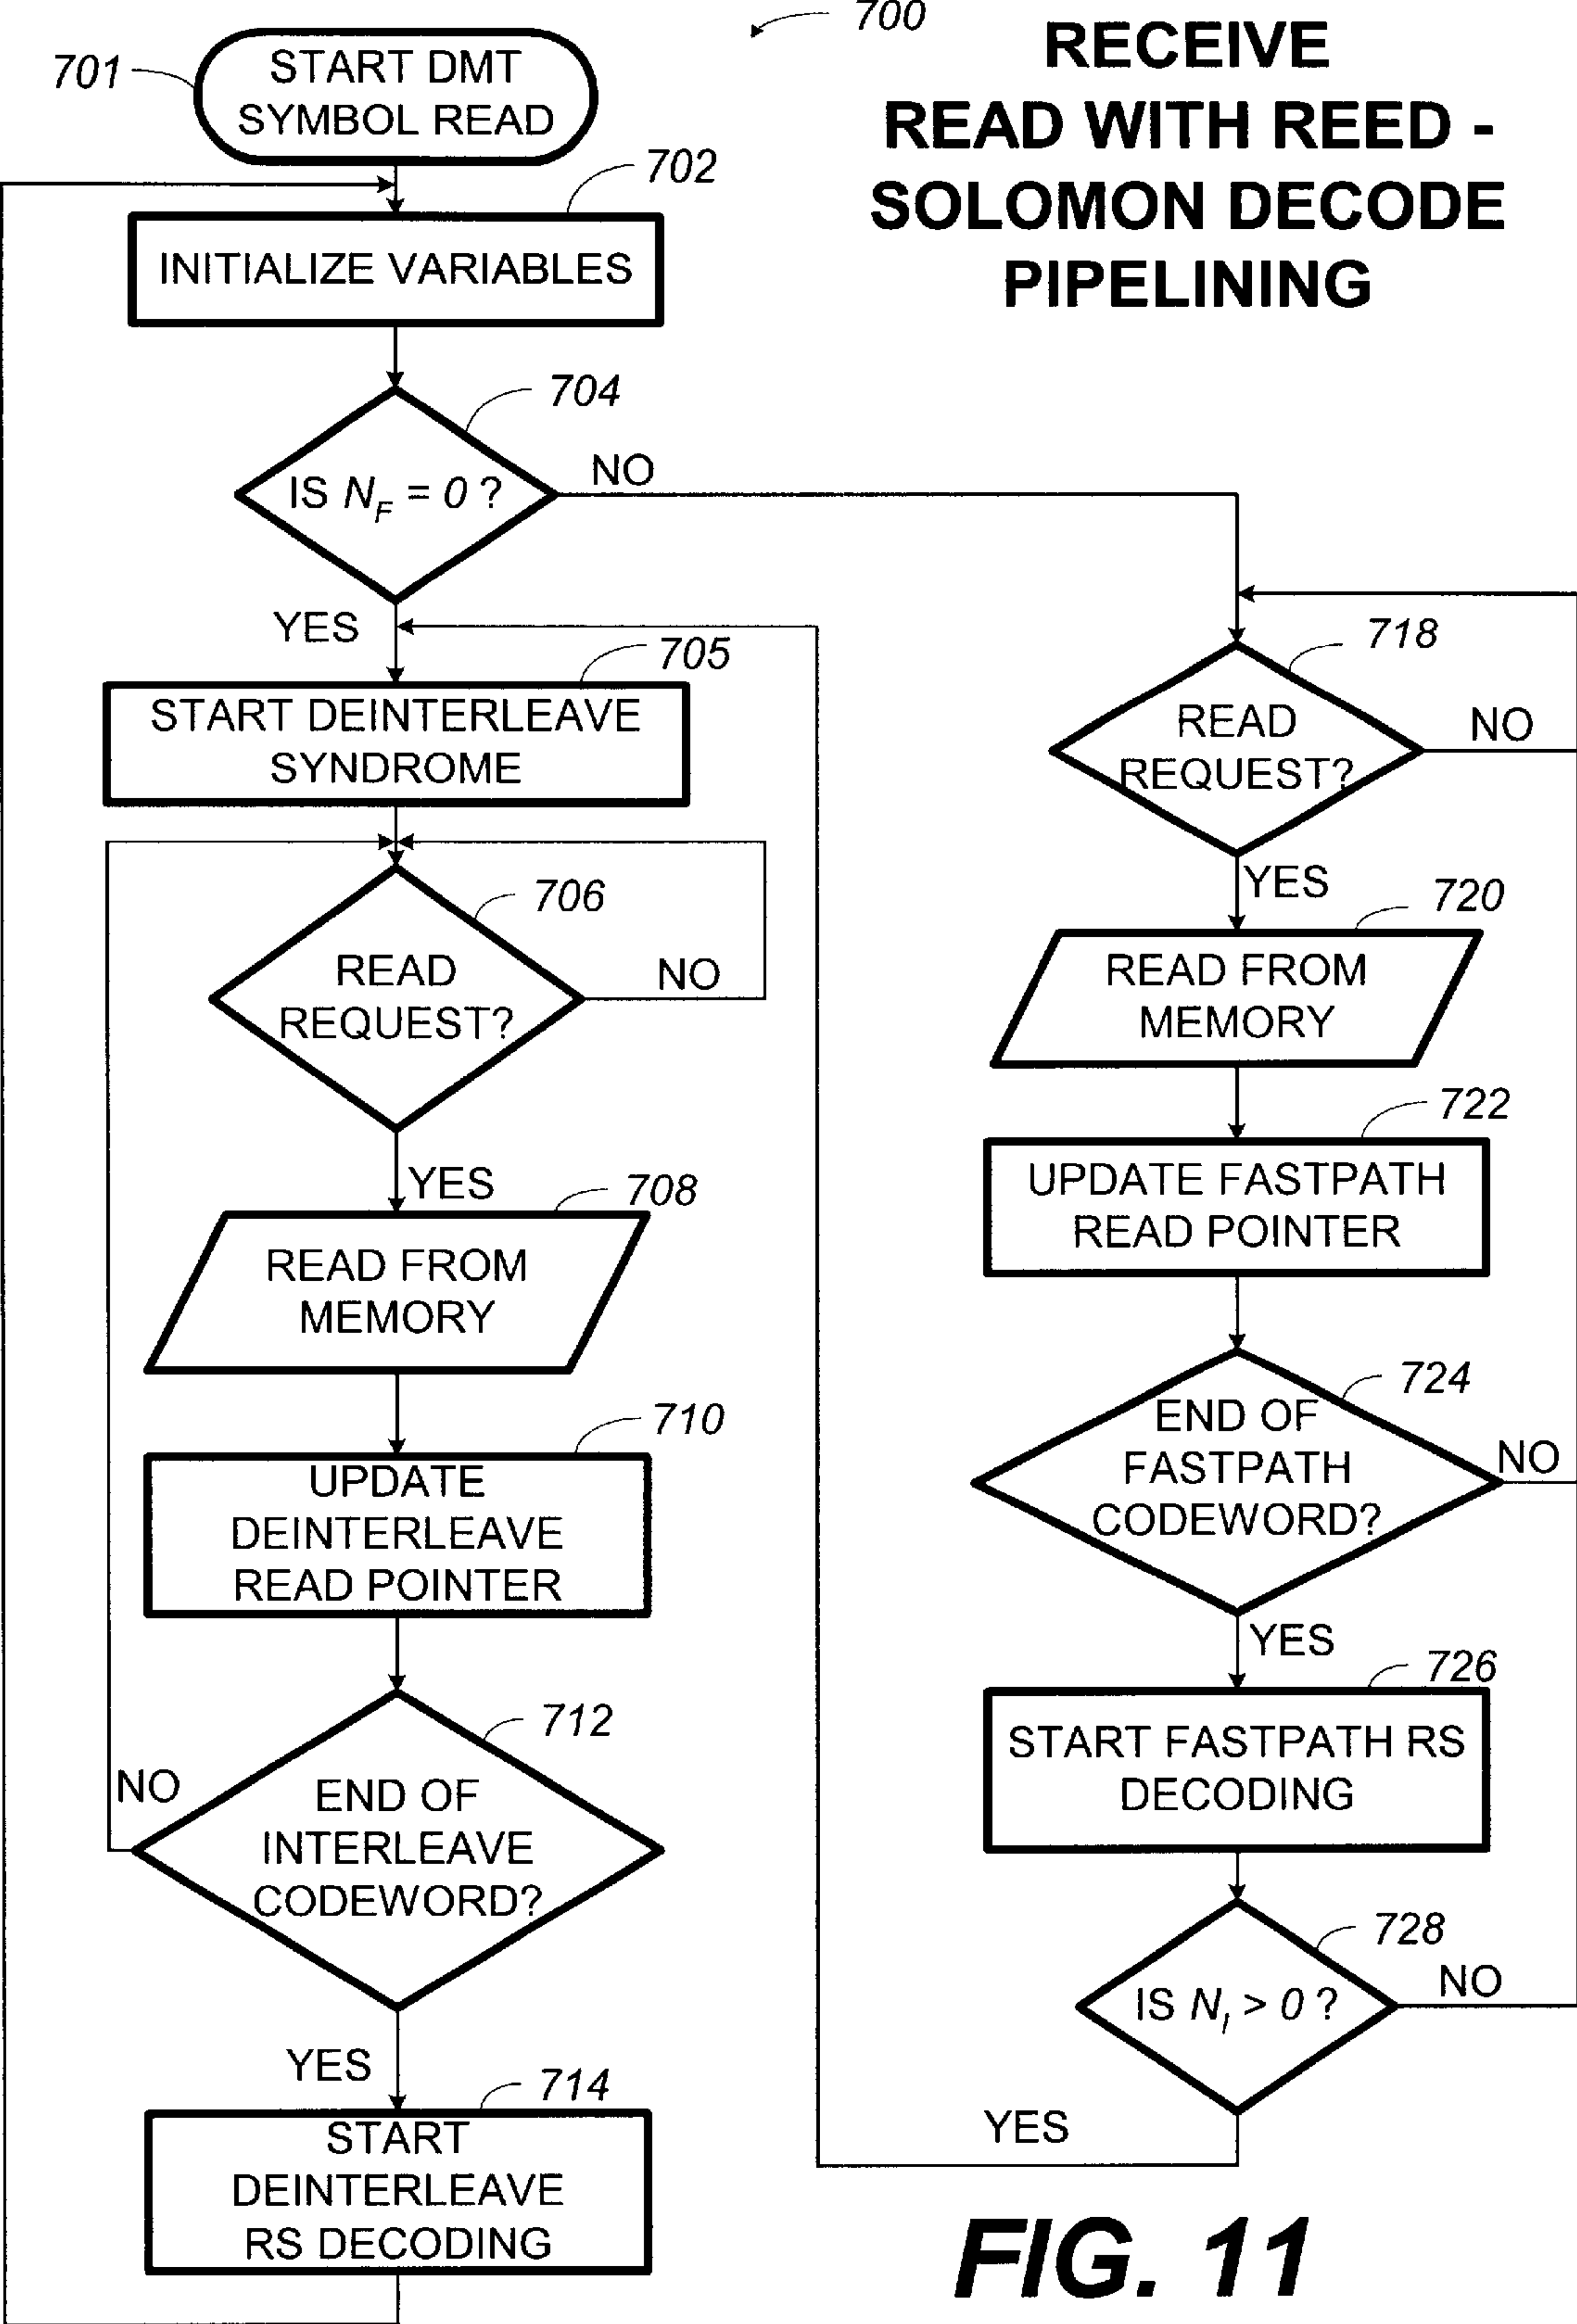 700
RECEIVE
READ WITH REED -
SOLOMON DECODE
PIPELINING
701
START DMT
SYMBOL READ
702
INITIALIZE VARIABLES
704
IS N_F = 0 ?
NO
YES
705
START DEINTERLEAVE
SYNDROME
706
READ
REQUEST?
NO
YES
708
READ FROM
MEMORY
710
UPDATE
DEINTERLEAVE
READ POINTER
712
END OF
INTERLEAVE
CODEWORD?
NO
YES
714
START
DEINTERLEAVE
RS DECODING
718
READ
REQUEST?
NO
YES
720
READ FROM
MEMORY
722
UPDATE FASTPATH
READ POINTER
724
END OF
FASTPATH
CODEWORD?
NO
YES
726
START FASTPATH RS
DECODING
728
IS N_I > 0 ?
NO
YES
FIG. 11